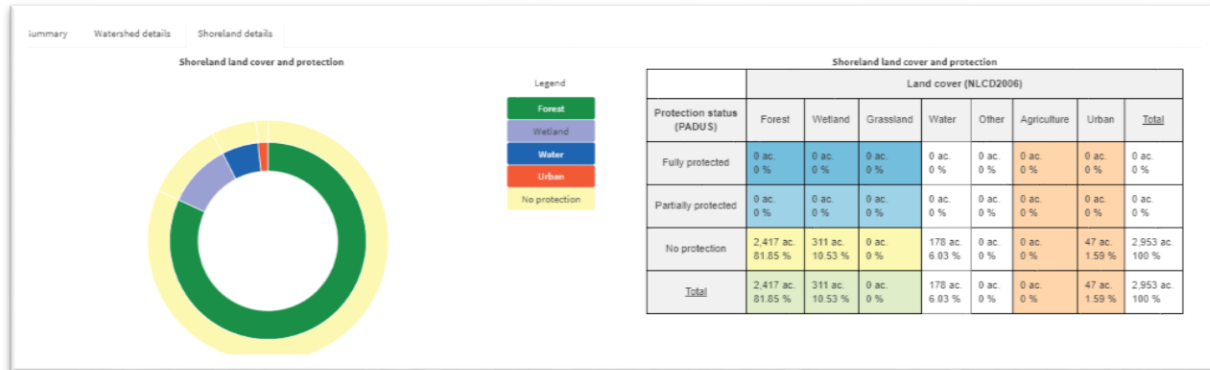 Summary Watershed details Shoreland details
Shoreland land cover and protection
Legend
Forest
Wetland
Water
Urban
No protection
Shoreland land cover and protection
Land cover (NLCD2006)
Protection status (PADUS) Forest Wetland Grassland Water Other Agriculture Urban Total
Fully protected 0 ac. 0 ac. 0 ac. 0 ac. 0 ac. 0 ac. 0 ac. 0 ac.
0 % 0 % 0 % 0 % 0 % 0 % 0 % 0 %
Partially protected 0 ac. 0 ac. 0 ac. 0 ac. 0 ac. 0 ac. 0 ac. 0 ac.
0 % 0 % 0 % 0 % 0 % 0 % 0 % 0 %
No protection 2,417 ac. 311 ac. 0 ac. 178 ac. 0 ac. 0 ac. 47 ac. 2,953 ac.
81.85 % 10.53 % 0 % 6.03 % 0 % 0 % 1.59 % 100 %
Total 2,417 ac. 311 ac. 0 ac. 178 ac. 0 ac. 0 ac. 47 ac. 2,953 ac.
81.85 % 10.53 % 0 % 6.03 % 0 % 0 % 1.59 % 100 %